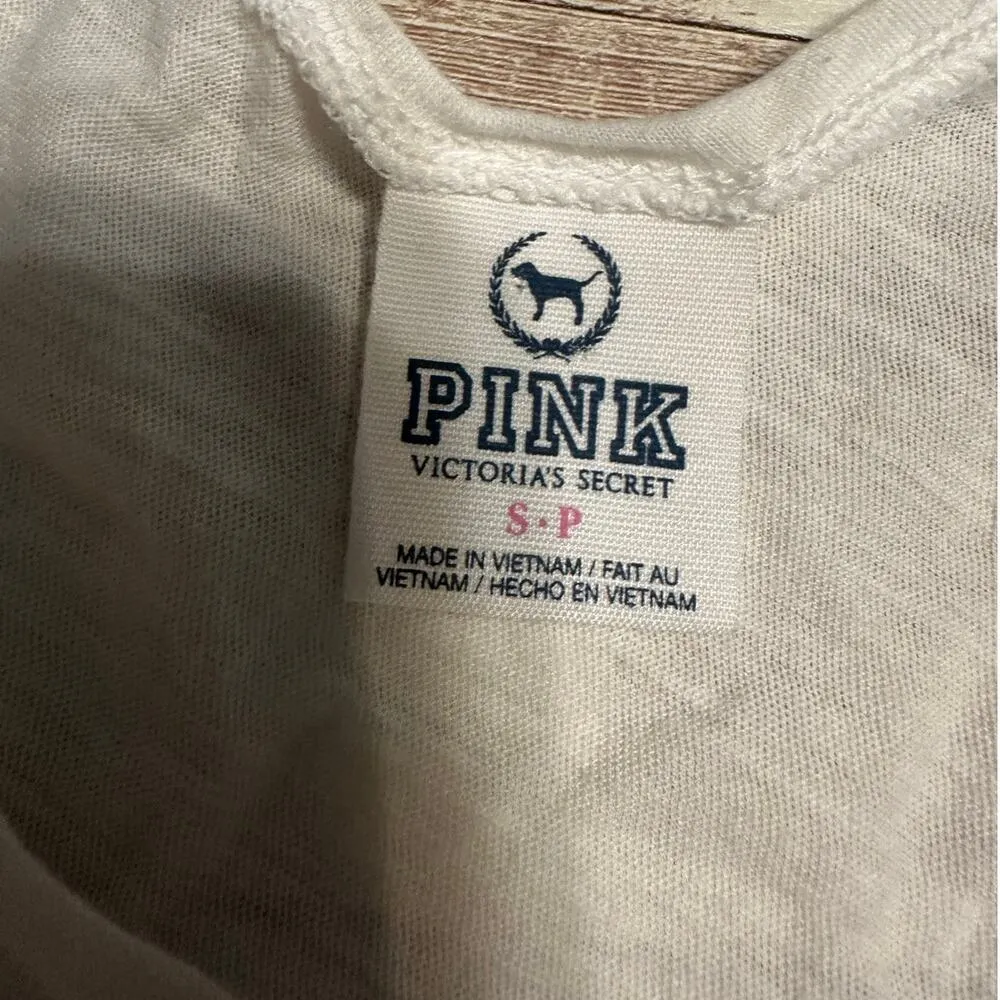 PINK
VICTORIA'S SECRET
S·P
MADE IN VIETNAM / FAIT AU
VIETNAM / HECHO EN VIETNAM